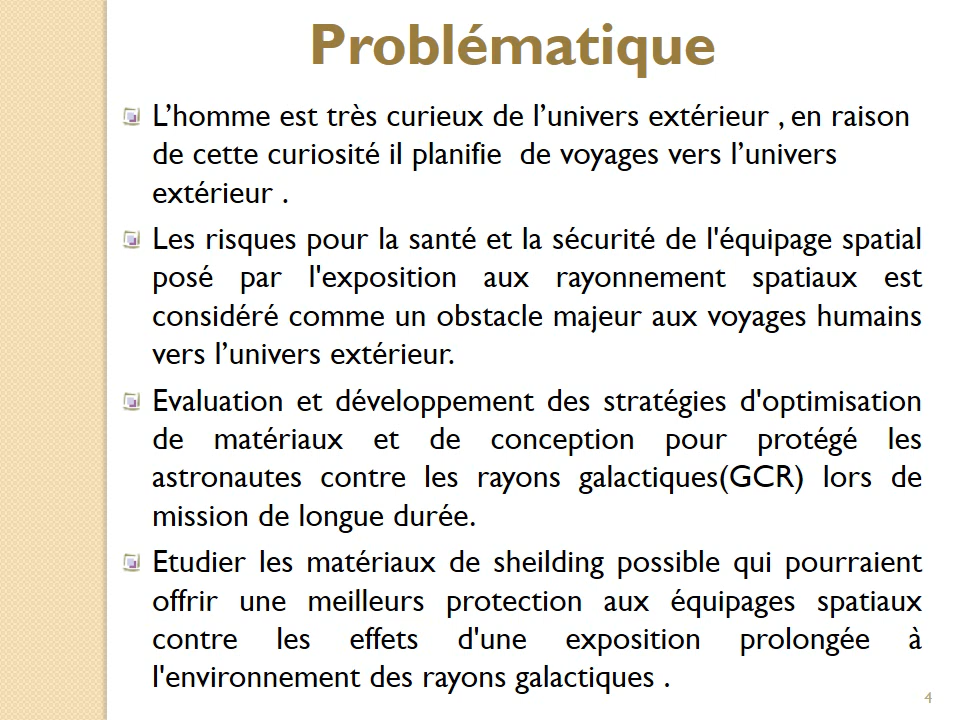 Problématique
L’homme est très curieux de l’univers extérieur , en raison
de cette curiosité il planifie de voyages vers l’univers
extérieur .
Les risques pour la santé et la sécurité de l'équipage spatial
posé par l'exposition aux rayonnement spatiaux est
considéré comme un obstacle majeur aux voyages humains
vers l’univers extérieur.
Evaluation et développement des stratégies d'optimisation
de matériaux et de conception pour protégé les
astronautes contre les rayons galactiques(GCR) lors de
mission de longue durée.
Etudier les matériaux de sheilding possible qui pourraient
offrir une meilleurs protection aux équipages spatiaux
contre les effets d'une exposition prolongée à
l'environnement des rayons galactiques .
4